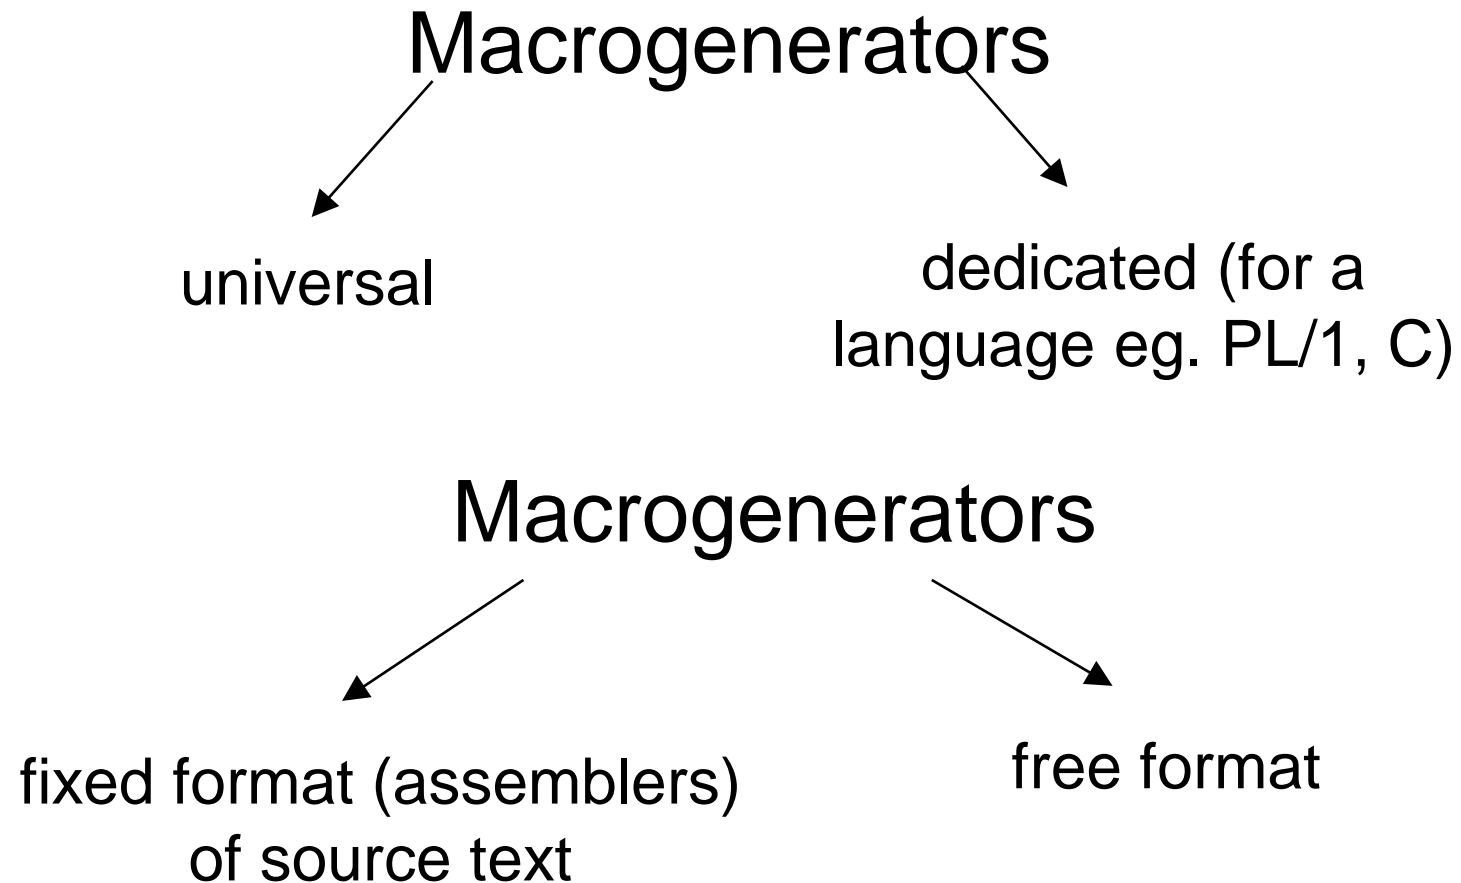 Macrogenerators
universal
dedicated (for a
language eg. PL/1, C)
Macrogenerators
fixed format (assemblers)
of source text
free format